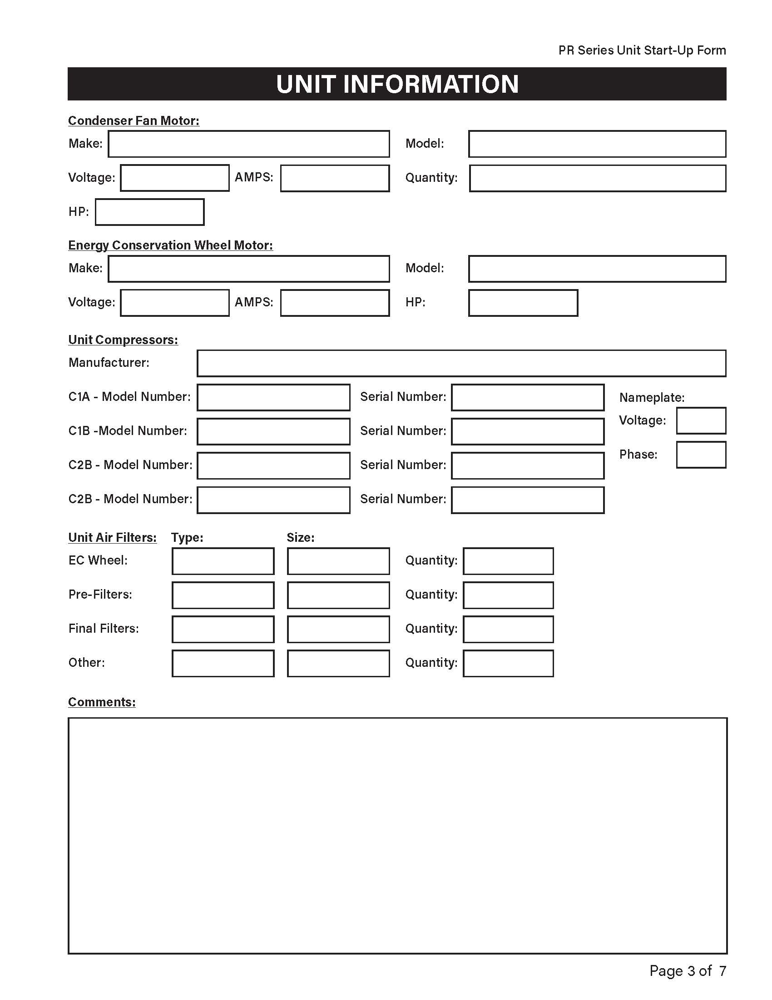 PR Series Unit Start-Up Form
UNIT INFORMATION
Condenser Fan Motor:
Make: Model:
Voltage: AMPS: Quantity:
HP:
Energy Conservation Wheel Motor:
Make: Model:
Voltage: AMPS: HP:
Unit Compressors:
Manufacturer:
C1A - Model Number: Serial Number: Nameplate:
Voltage:
C1B -Model Number: Serial Number:
Phase:
C2B - Model Number: Serial Number:
C2B - Model Number: Serial Number:
Unit Air Filters: Type: Size:
EC Wheel: Quantity:
Pre-Filters: Quantity:
Final Filters: Quantity:
Other: Quantity:
Comments:
Page 3 of 7